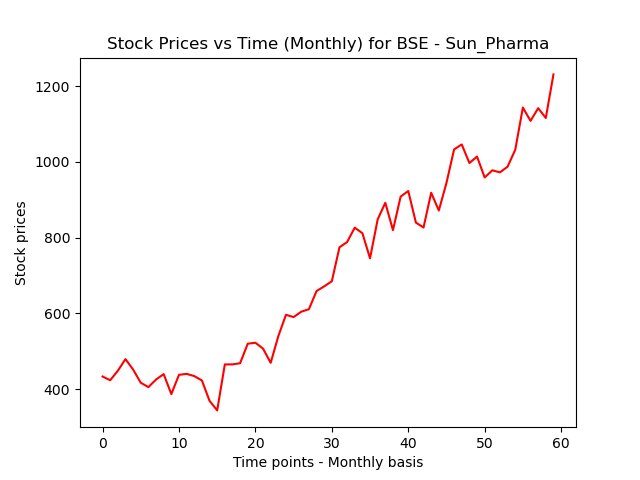 Stock Prices vs Time (Monthly) for BSE - Sun_Pharma
1200
1000
800
600
400
Stock prices
0 10 20 30 40 50 60
Time points - Monthly basis